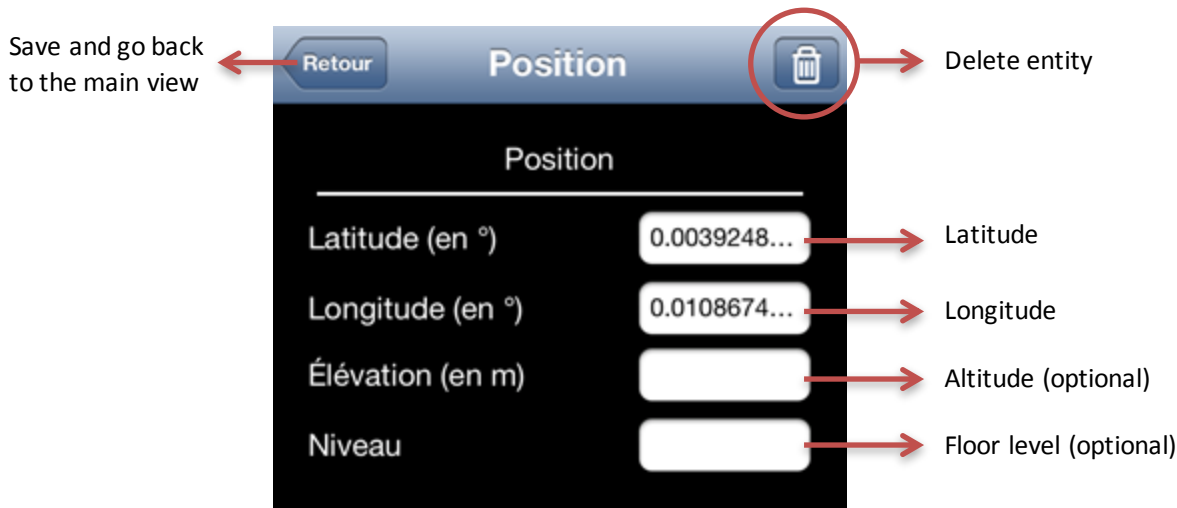 Save and go back
to the main view
Retour
Position
Delete entity
Position
Latitude (en °)
0.0039248...
Latitude
Longitude (en °)
0.0108674...
Longitude
Élévation (en m)
Altitude (optional)
Niveau
Floor level (optional)